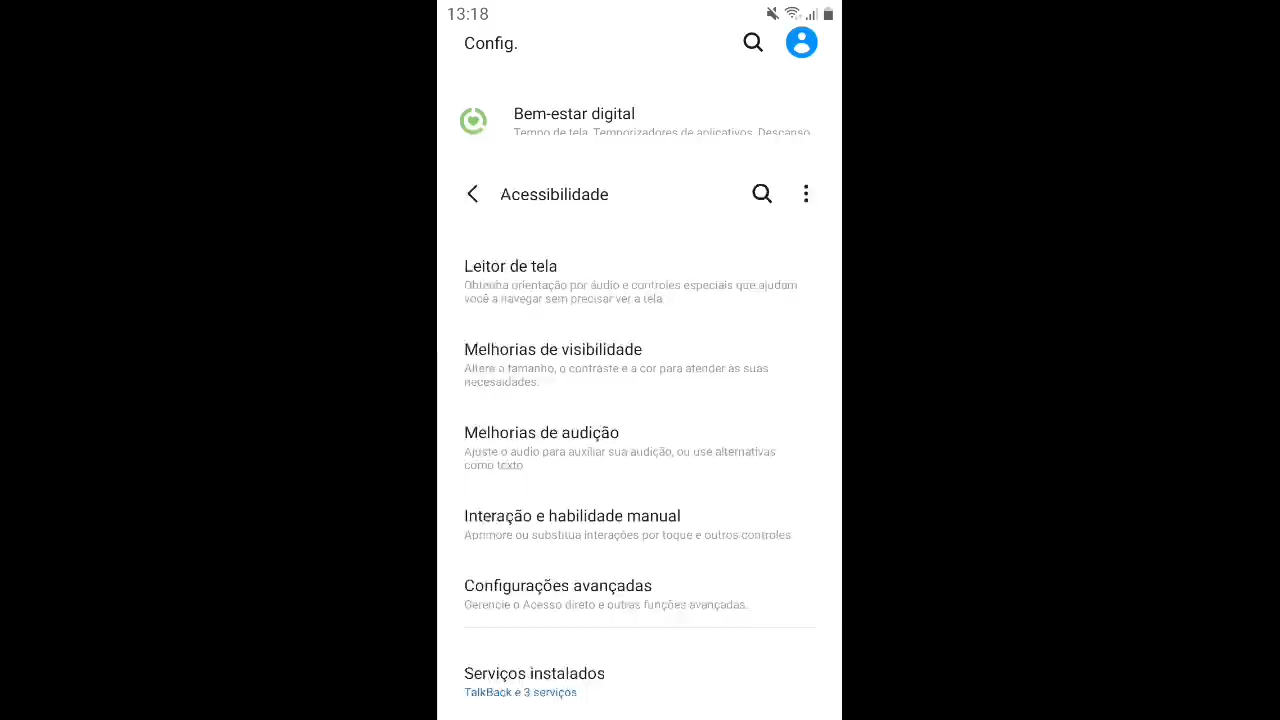 13:18
Config.
Bem-estar digital
Tempo de tela, Temporizadores de aplicativos, Descanso
Acessibilidade
Leitor de tela
Obtenha orientação por áudio e controles especiais que ajudam
você a navegar sem precisar ver a tela
Melhorias de visibilidade
Altere o tamanho, o contraste e a cor para atender às suas
necessidades.
Melhorias de audição
Ajuste o áudio para auxiliar sua audição, ou use alternativas
como texto
Interação e habilidade manual
Aprimore ou substitua interações por toque e outros controles
Configurações avançadas
Gerencie o Acesso direto e outras funções avançadas.
Serviços instalados
TalkBack e 3 serviços